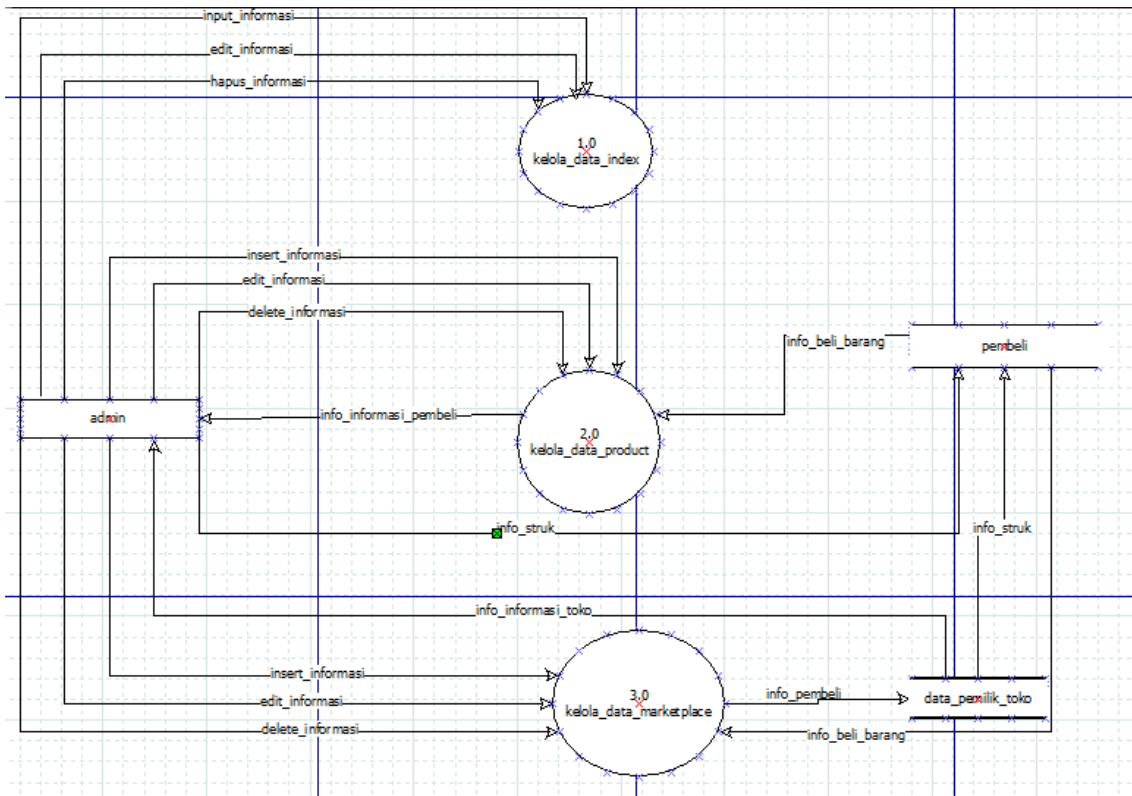 input_informasi
edit_informasi
hapus_informasi
1.0
kelola_data_index
insert_informasi
edit_informasi
delete_informasi
info_beli_barang
pembeli
admin
info_informasi_pembeli
2.0
kelola_data_product
info_struk
info_struk
info_informasi_toko
insert_informasi
edit_informasi
delete_informasi
3.0
kelola_data_marketplace
info_pembeli
data_pemilik_toko
info_beli_barang